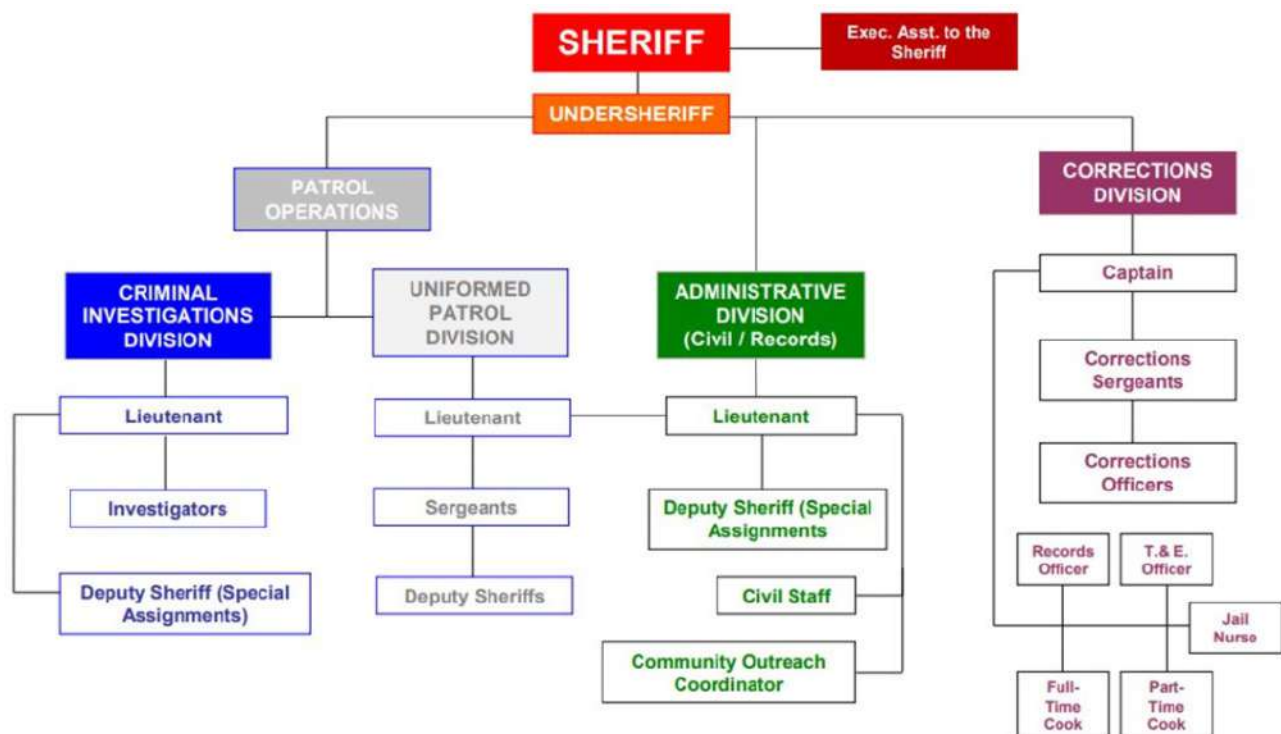 SHERIFF
Exec. Asst. to the
Sheriff
UNDERSHERIFF
PATROL
OPERATIONS
CORRECTIONS
DIVISION
CRIMINAL
INVESTIGATIONS
DIVISION
UNIFORMED
PATROL
DIVISION
ADMINISTRATIVE
DIVISION
(Civil / Records)
Captain
Corrections
Sergeants
Lieutenant
Lieutenant
Lieutenant
Corrections
Officers
Investigators
Sergeants
Deputy Sheriff (Special
Assignments
Records
Officer
T.& E.
Officer
Deputy Sheriff (Special
Assignments)
Deputy Sheriffs
Civil Staff
Jail
Nurse
Community Outreach
Coordinator
Full-
Time
Cook
Part-
Time
Cook